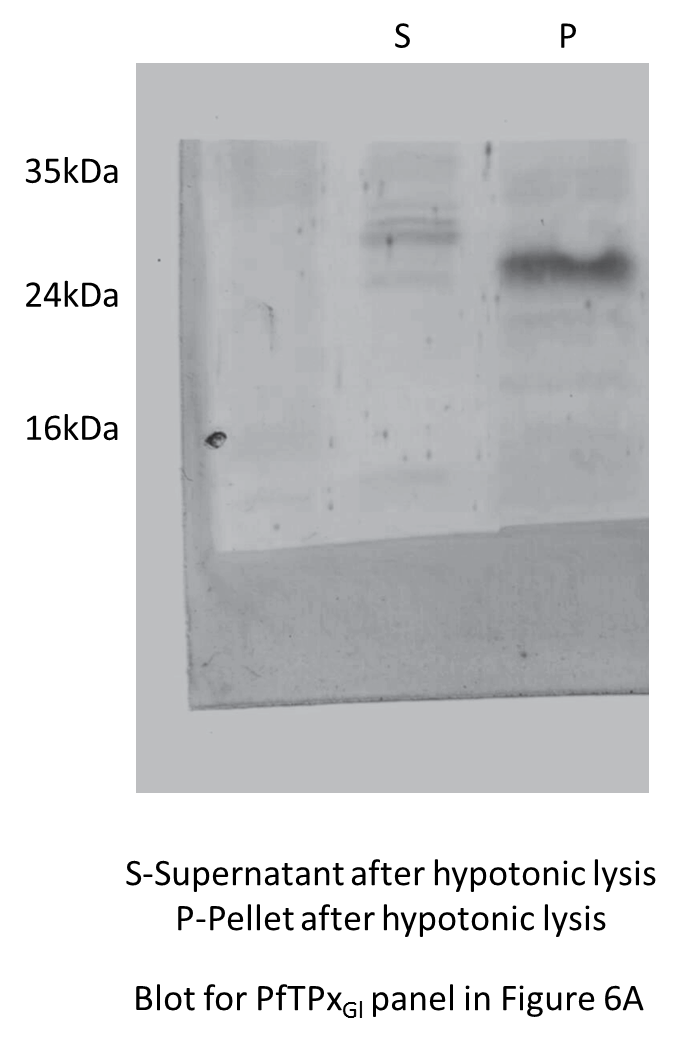 S P
35kDa
24kDa
16kDa
S-Supernatant after hypotonic lysis
P-Pellet after hypotonic lysis
Blot for PfTPxGl panel in Figure 6A